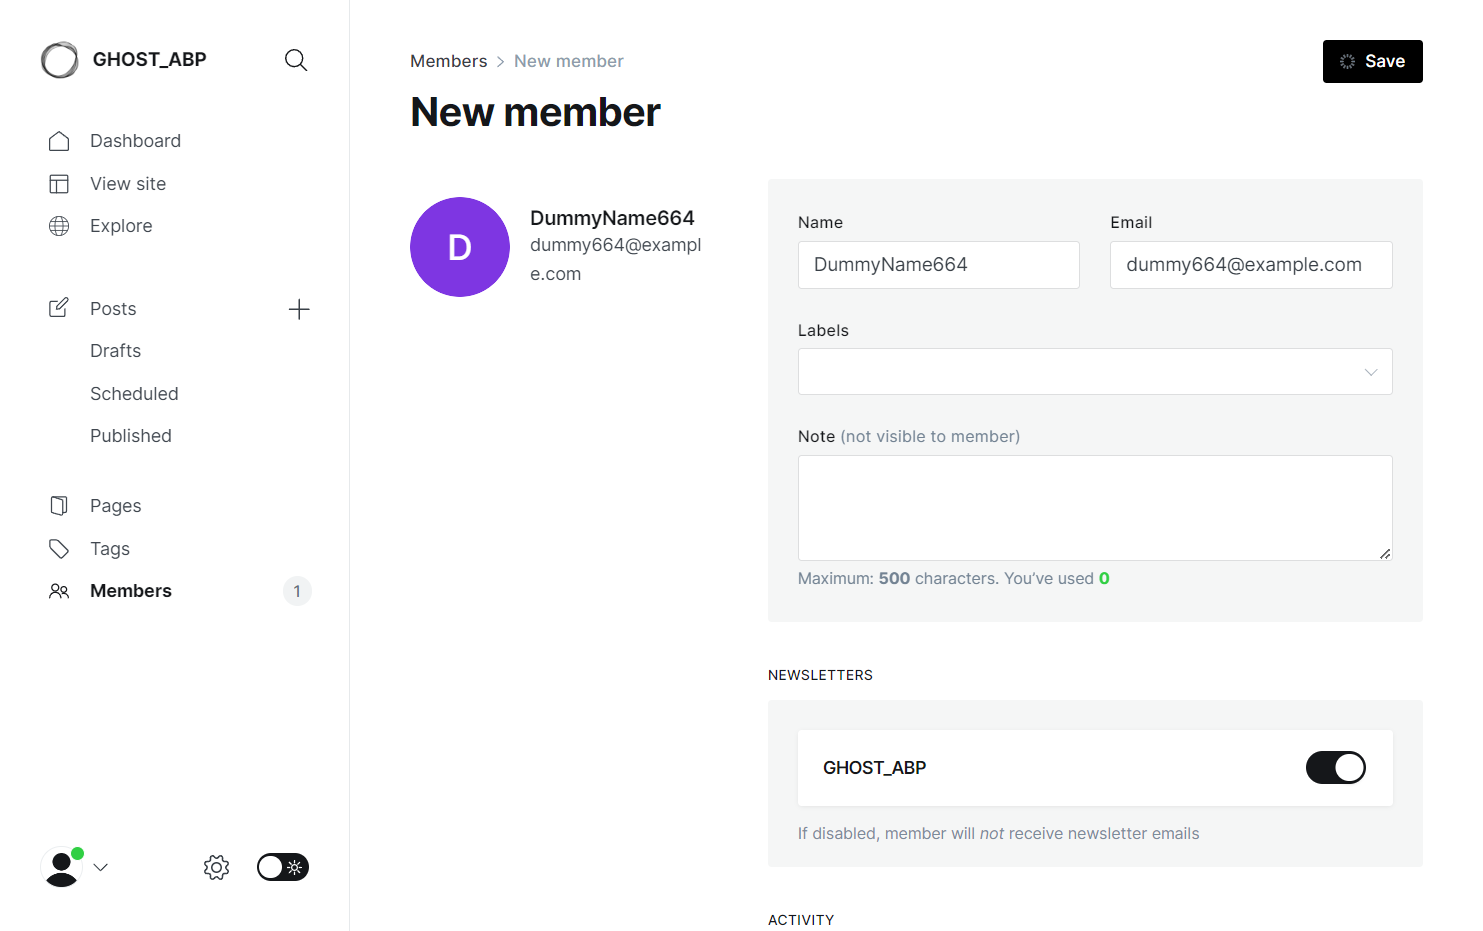 GHOST_ABP
Dashboard
View site
Explore
Posts
Drafts
Scheduled
Published
Pages
Tags
Members
1
Members > New member
Save
New member
D
DummyName664
dummy664@exampl
e.com
Name
Email
DummyName664
dummy664@example.com
Labels
Note (not visible to member)
Maximum: 500 characters. You've used 0
NEWSLETTERS
GHOST_ABP
If disabled, member will not receive newsletter emails
ACTIVITY